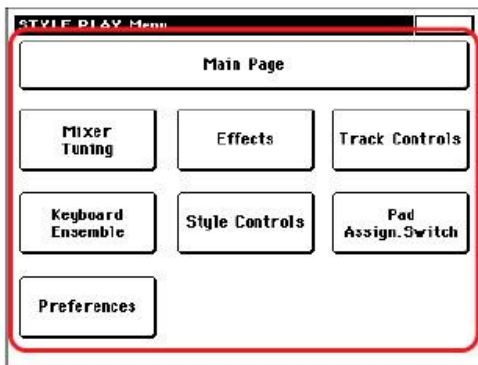 STYLE PLAY Menu
Main Page
Mixer
Tuning
Effects
Track Controls
Keyboard
Ensemble
Style Controls
Pad
Assign.Switch
Preferences